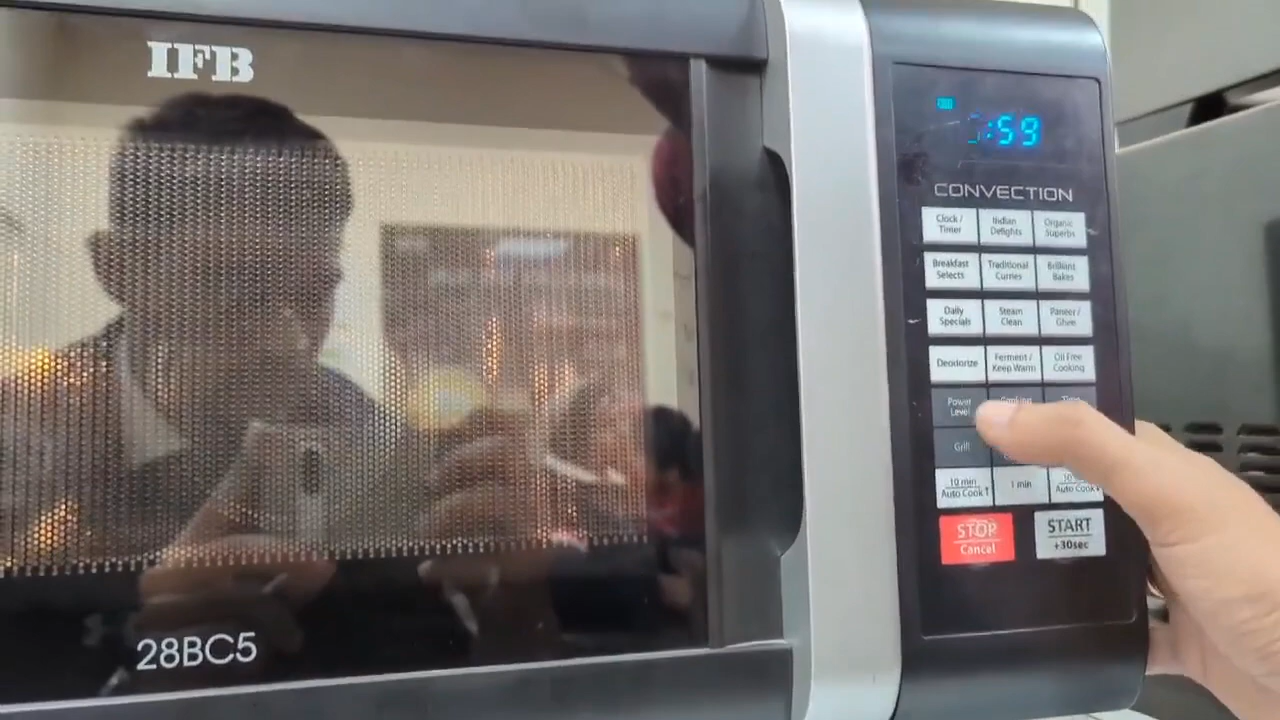 IFB
:59
CONVECTION
Clock / Timer
Indian Delights
Organic Superbs
Breakfast Selects
Traditional Curries
Brilliant Bakes
Daily Specials
Steam Clean
Paneer / Ghee
Deodorize
Ferment / Keep Warm
Oil Free Cooking
Power Level
Cooking
Grill
10 min
Auto Cook
1 min
Auto Cook
STOP
Cancel
START
+30sec
28BC5